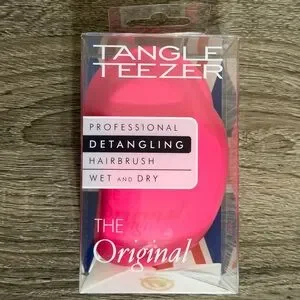 TANGLE
TEEZER
PROFESSIONAL
DETANGLING
HAIRBRUSH
WET AND DRY
THE
Original